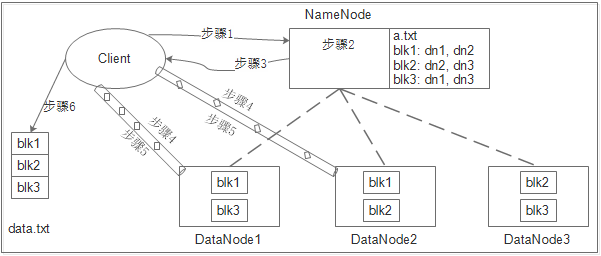 NameNode
步骤1
步骤2
a.txt
blk1: dn1, dn2
blk2: dn2, dn3
blk3: dn1, dn3
Client
步骤3
步骤6
步骤4
步骤5
步骤4
步骤5
blk1
blk2
blk3
data.txt
blk1
blk3
DataNode1
blk1
blk2
DataNode2
blk2
blk3
DataNode3